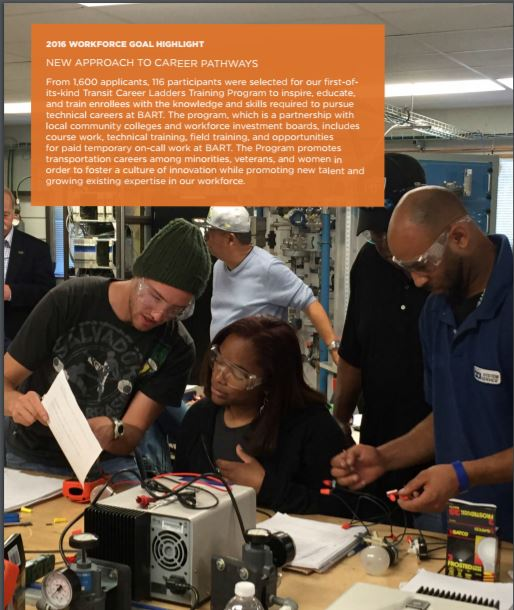 2016 WORKFORCE GOAL HIGHLIGHT
NEW APPROACH TO CAREER PATHWAYS
From 1,600 applicants, 116 participants were selected for our first-of-
its-kind Transit Career Ladders Training Program to inspire, educate,
and train enrollees with the knowledge and skills required to pursue
technical careers at BART. The program, which is a partnership with
local community colleges and workforce investment boards, includes
course work, technical training, field training, and opportunities
for paid temporary on-call work at BART. The Program promotes
transportation careers among minorities, veterans, and women in
order to foster a culture of innovation while promoting new talent and
growing existing expertise in our workforce.
SALVADOR
SATCO
FROSTED